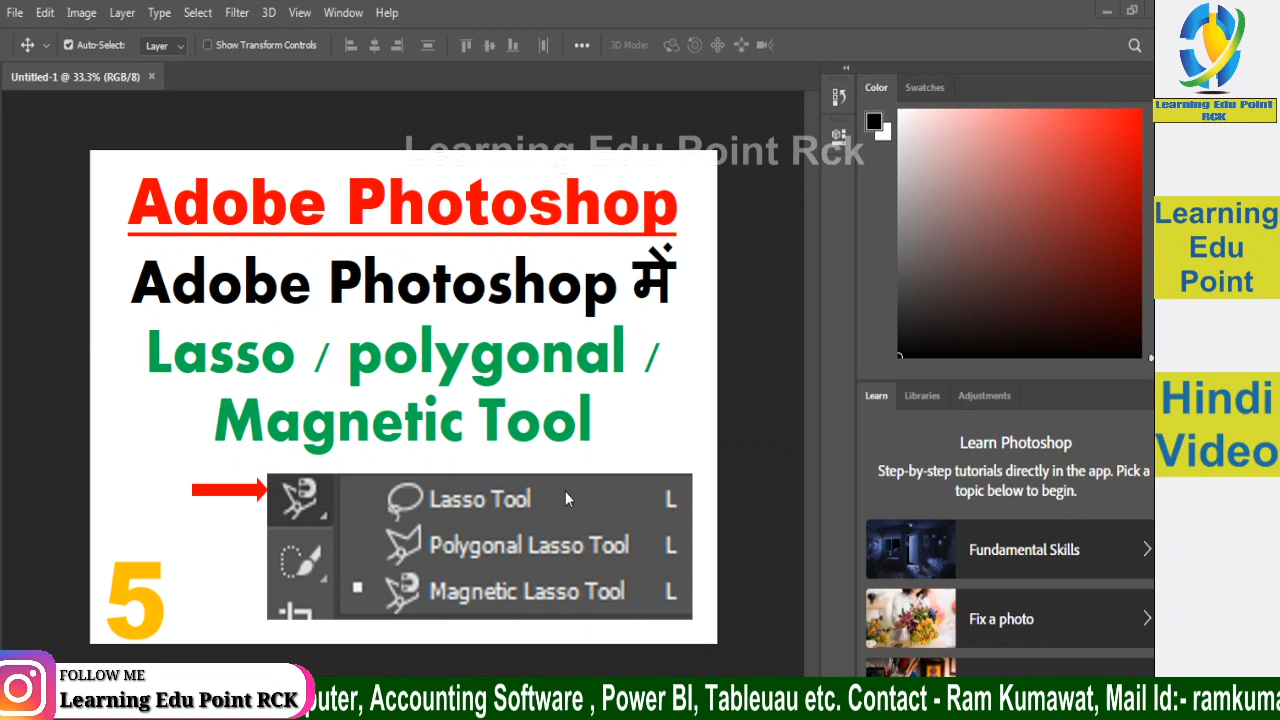 File Edit Image Layer Type Select Filter 3D View Window Help
Auto-Select: Layer Show Transform Controls ••• 3D Mode:
Untitled-1 @ 33.3% (RGB/8) ×
Color Swatches
Learning Edu Point Rck
Adobe Photoshop
Adobe Photoshop में
Lasso / polygonal /
Magnetic Tool
Lasso Tool L
Polygonal Lasso Tool L
Magnetic Lasso Tool L
5
Learn Libraries Adjustments
Learn Photoshop
Step-by-step tutorials directly in the app. Pick a
topic below to begin.
Fundamental Skills
Fix a photo
Learning Edu Point
RCK
Learning
Edu
Point
Hindi
Video
FOLLOW ME
Learning Edu Point RCK
puter, Accounting Software , Power BI, Tableuau etc. Contact - Ram Kumawat, Mail Id:- ramkuma